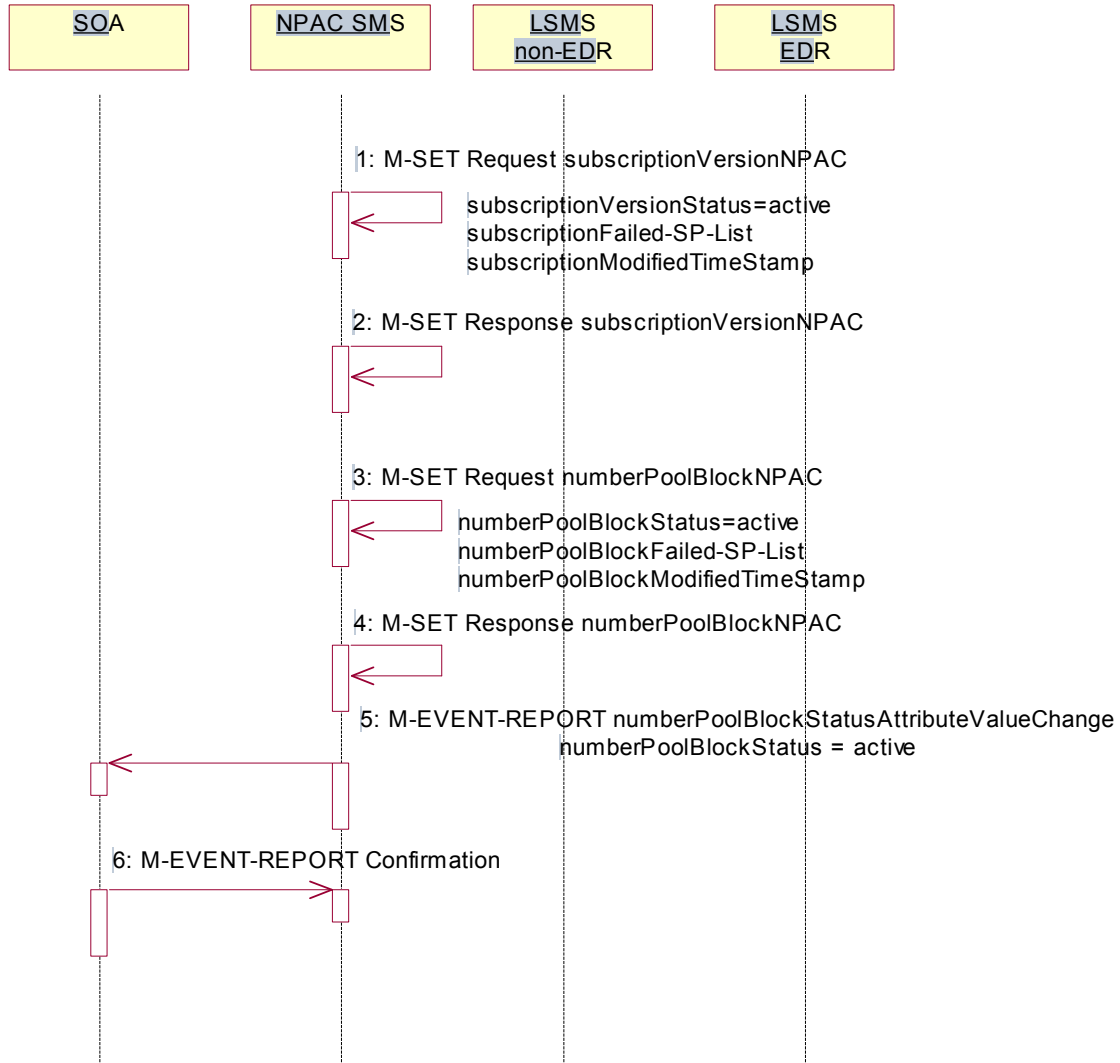 SOA
NPAC SMS
LSMS
non-EDR
LSMS
EDR
1: M-SET Request subscriptionVersionNPAC
subscriptionVersionStatus=active
subscriptionFailed-SP-List
subscriptionModifiedTimeStamp
2: M-SET Response subscriptionVersionNPAC
3: M-SET Request numberPoolBlockNPAC
numberPoolBlockStatus=active
numberPoolBlockFailed-SP-List
numberPoolBlockModifiedTimeStamp
4: M-SET Response numberPoolBlockNPAC
5: M-EVENT-REPORT numberPoolBlockStatusAttributeValueChange
numberPoolBlockStatus = active
6: M-EVENT-REPORT Confirmation